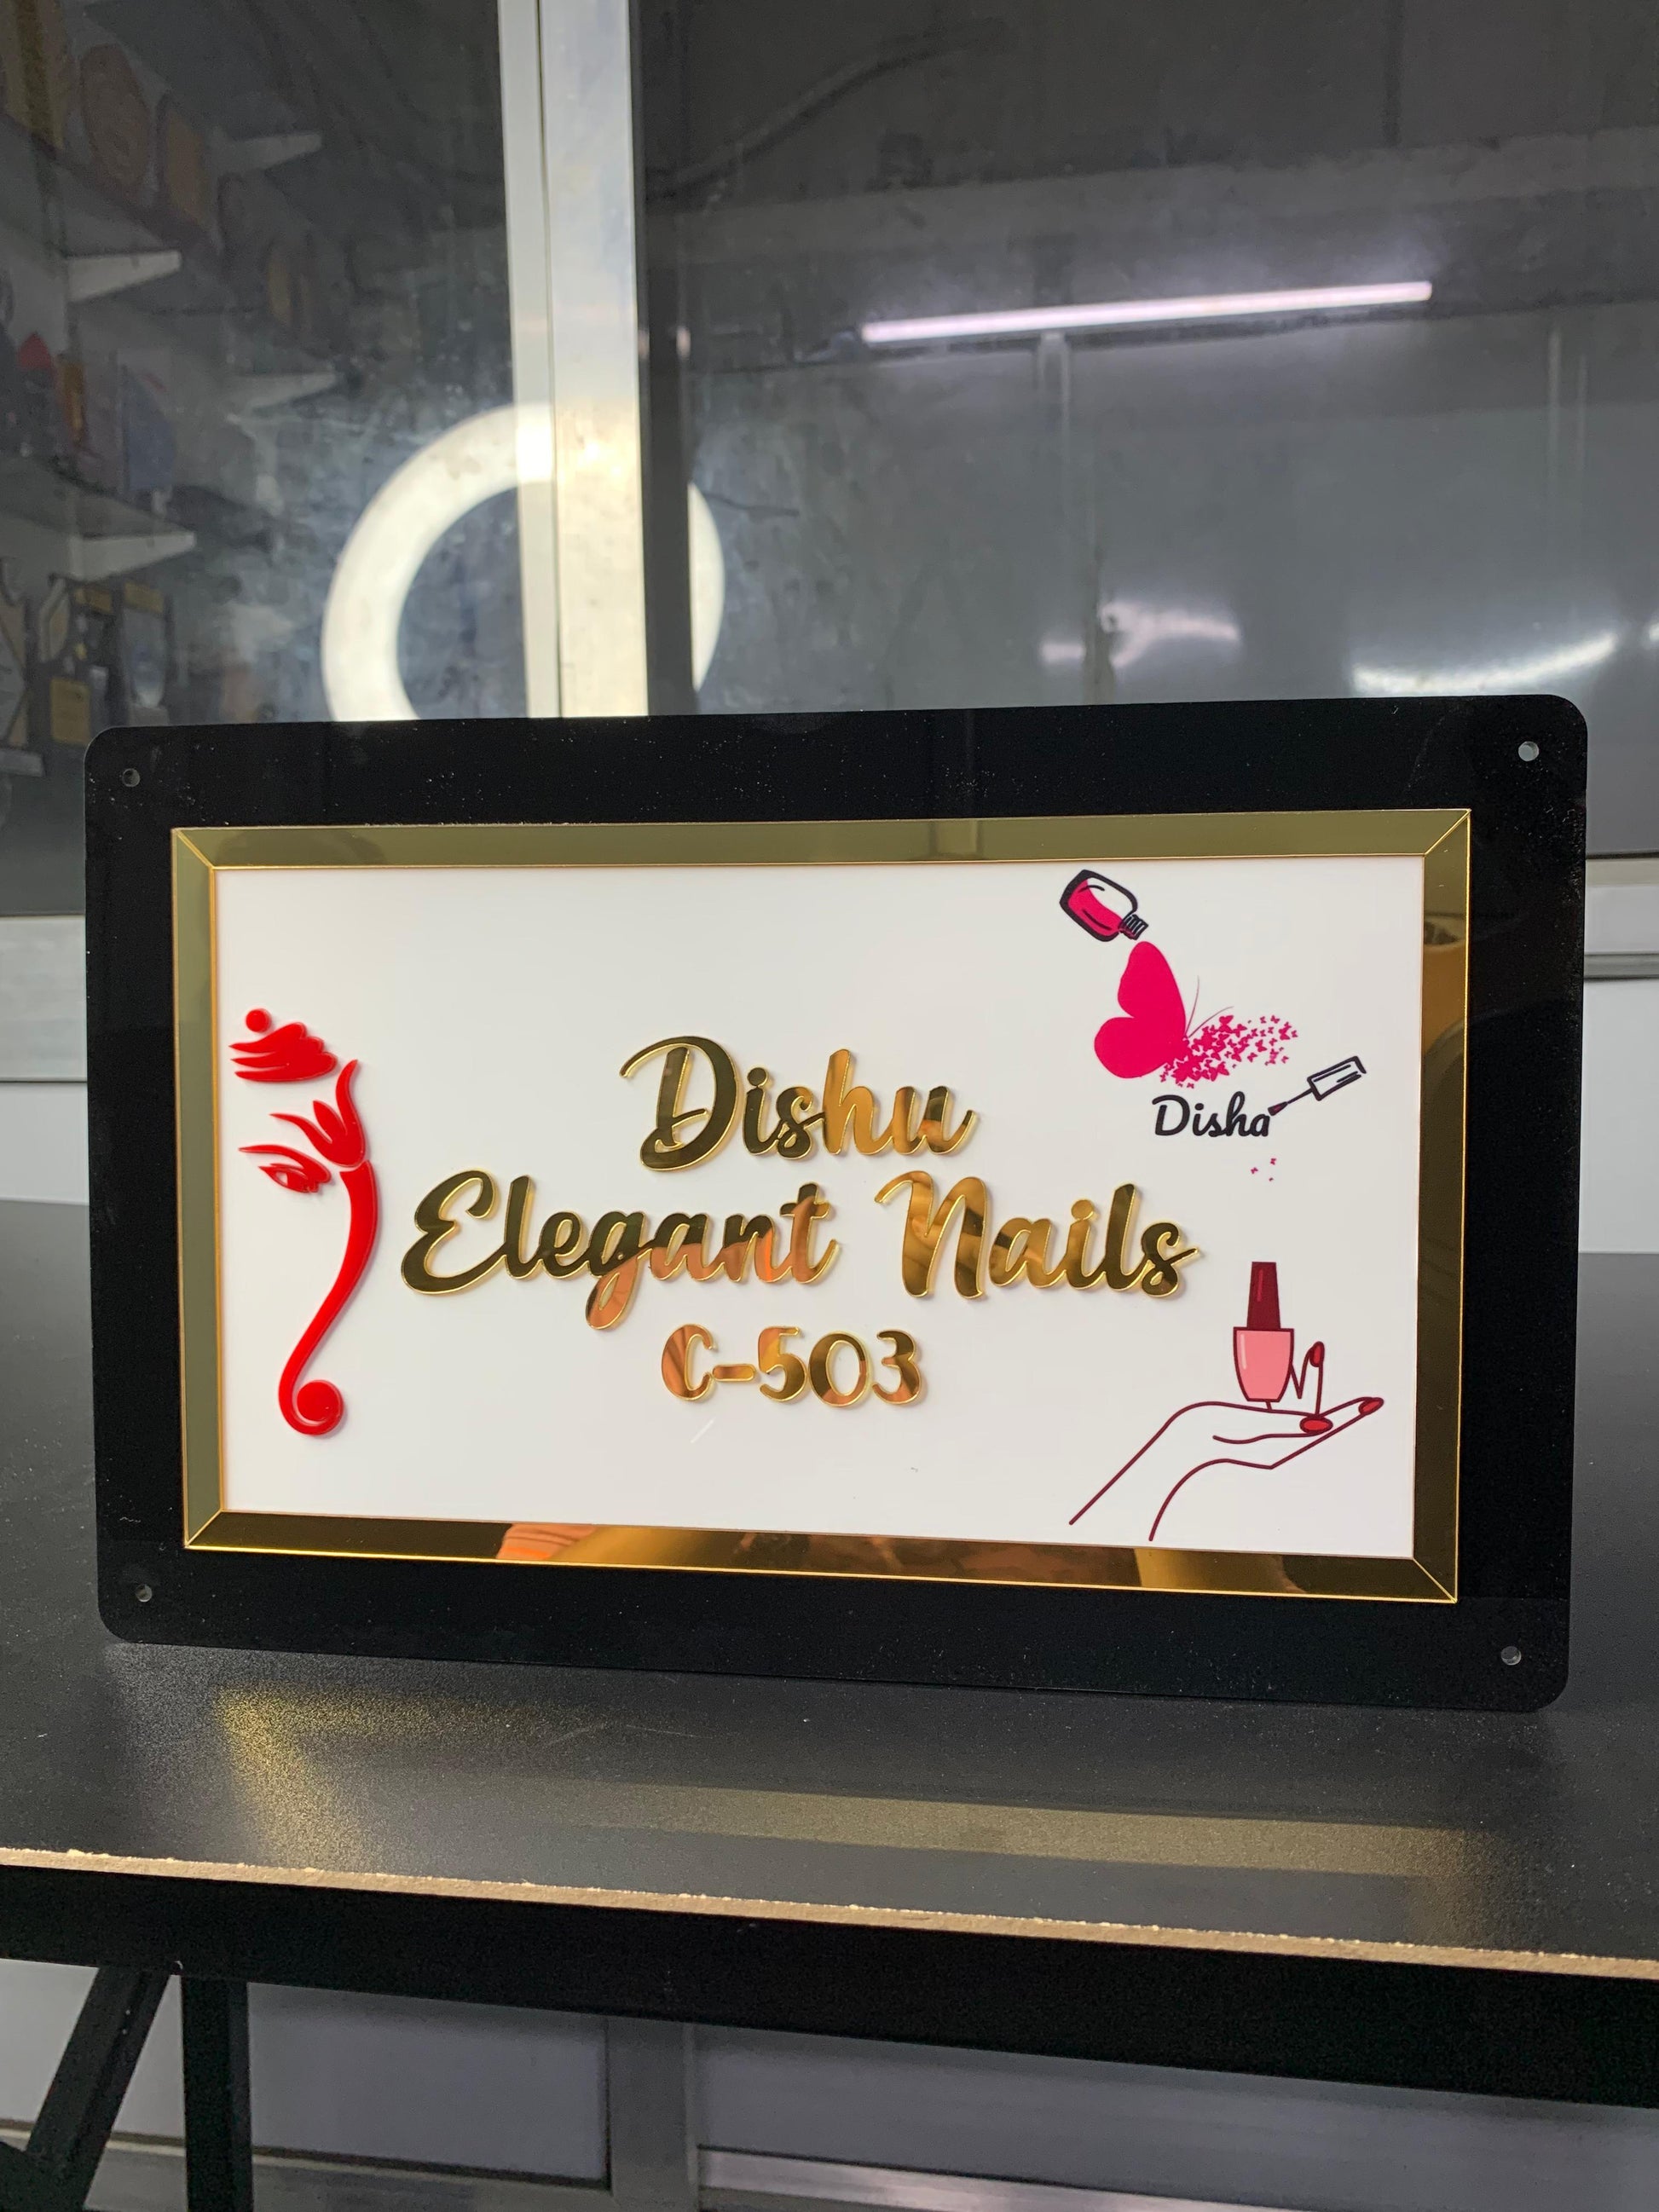 Dishu
Elegant Nails
C-503
Disha